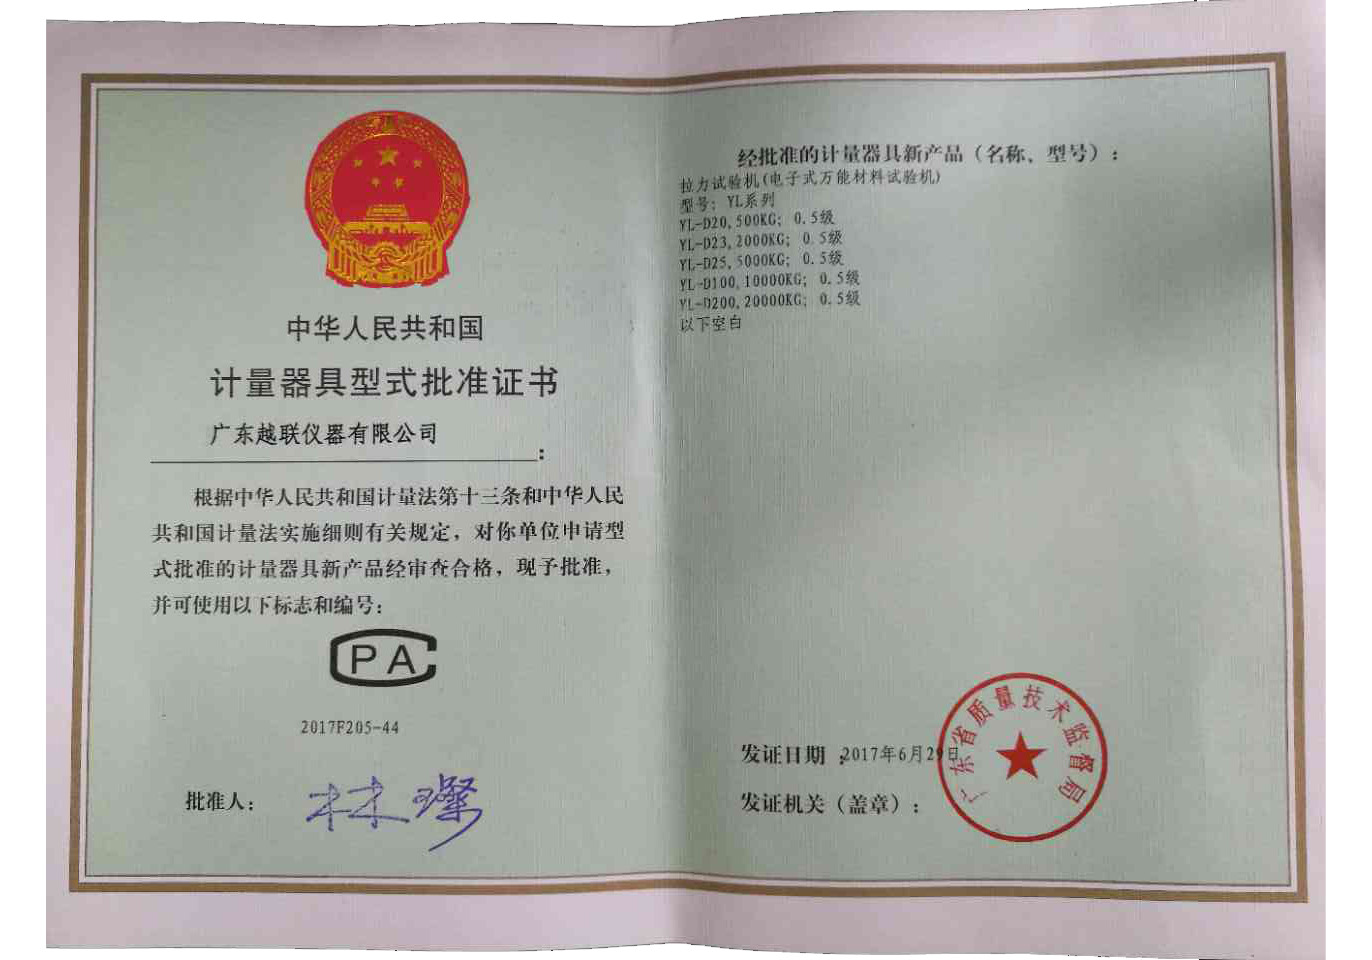 中华人民共和国
计量器具型式批准证书
广东越联仪器有限公司
:
根据中华人民共和国计量法第十三条和中华人民
共和国计量法实施细则有关规定，对你单位申请型
式批准的计量器具新产品经审查合格，现予批准，
并可使用以下标志和编号：
CPA
2017F205-44
批准人：
林璨
经批准的计量器具新产品（名称、型号）：
拉力试验机(电子式万能材料试验机)
型号: YL系列
YL-D20,500KG; 0.5级
YL-D23,2000KG; 0.5级
YL-D25,5000KG; 0.5级
YL-D100,10000KG; 0.5级
YL-D200,20000KG; 0.5级
以下空白
发证日期：2017年6月29日
发证机关（盖章）：
广东省质量技术监督局